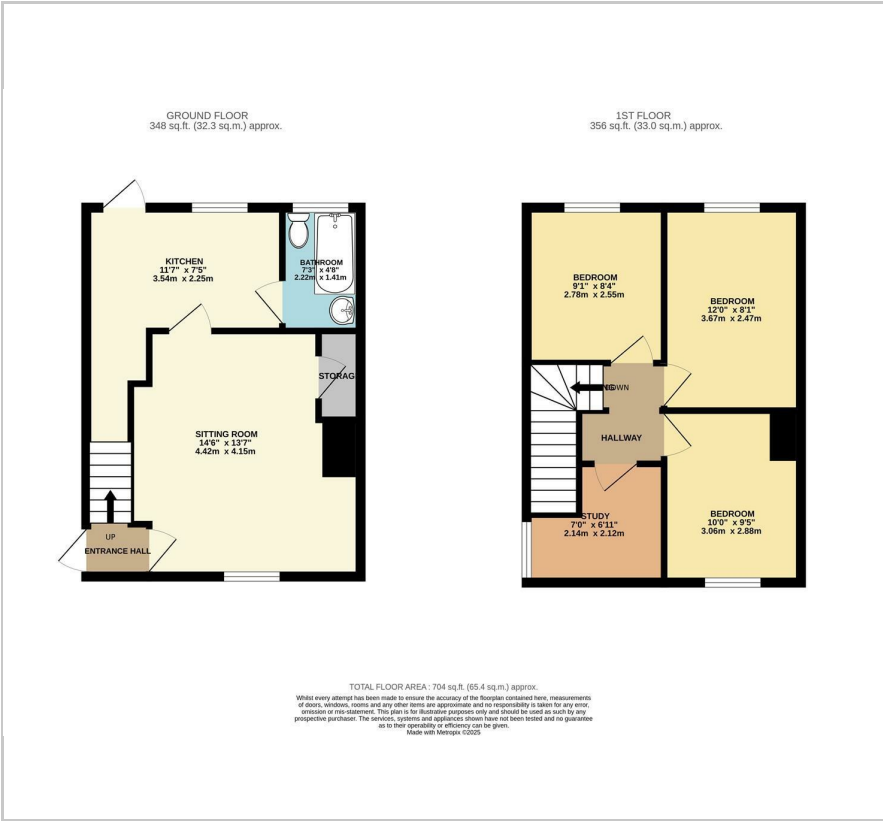 GROUND FLOOR
348 sq.ft. (32.3 sq.m.) approx.
KITCHEN
11'7" x 7'5"
3.54m x 2.25m
BATHROOM
7'3" x 4'8"
2.22m x 1.41m
STORAG
SITTING ROOM
14'6" x 13'7"
4.42m x 4.15m
UP
ENTRANCE HALL
1ST FLOOR
356 sq.ft. (33.0 sq.m.) approx.
BEDROOM
9'1" x 8'4"
2.78m x 2.55m
BEDROOM
12'0" x 8'1"
3.67m x 2.47m
DOWN
HALLWAY
STUDY
7'0" x 6'11"
2.14m x 2.12m
BEDROOM
10'0" x 9'5"
3.06m x 2.88m
TOTAL FLOOR AREA : 704 sq.ft. (65.4 sq.m.) approx.
Whilst every attempt has been made to ensure the accuracy of the floorplan contained here, measurements
of doors, windows, rooms and any other items are approximate and no responsibility is taken for any error,
omission or mis-statement. This plan is for illustrative purposes only and should be used as such by any
prospective purchaser. The services, systems and appliances shown have not been tested and no guarantee
as to their operability or efficiency can be given.
Made with Metropix ©2025